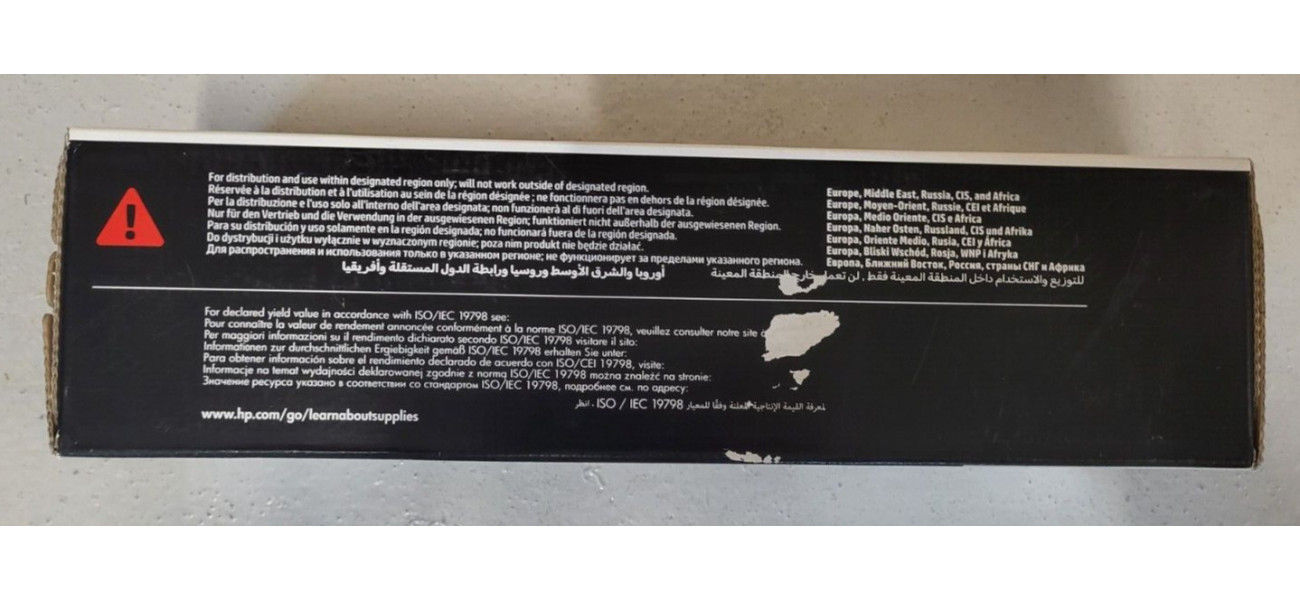 For distribution and use within designated region only; will not work outside of designated region.
Réservée à la distribution et à l'utilisation au sein de la région désignée ; ne fonctionnera pas en dehors de la région désignée.
Per la distribuzione e l'uso solo all'interno dell'area designata; non funzionerà al di fuori dell'area designata.
Nur für den Vertrieb und die Verwendung in der ausgewiesenen Region; funktioniert nicht außerhalb der ausgewiesenen Region.
Para su distribución y uso solamente en la región designada; no funcionará fuera de la región designada.
Do dystrybucji i użytku wyłącznie w wyznaczonym regionie; poza nim produkt nie będzie działać.
Для распространения и использования только в указанном регионе; не функционирует за пределами указанного региона.
Europe, Middle East, Russia, CIS, and Africa
Europe, Moyen-Orient, Russie, CEI et Afrique
Europa, Medio Oriente, CIS e Africa
Europa, Naher Osten, Russland, CIS und Afrika
Europa, Oriente Medio, Rusia, CEI y África
Europa, Bliski Wschód, Rosja, WNP i Afryka
Европа, Ближний Восток, Россия, страны СНГ и Африка
للتوزيع والاستخدام داخل المنطقة المعينة فقط , لن تعمل خارج المنطقة المعينة
أوروبا والشرق الأوسط وروسيا ورابطة الدول المستقلة وأفريقيا
For declared yield value in accordance with ISO/IEC 19798 see:
Pour connaître la valeur de rendement annoncée conformément à la norme ISO/IEC 19798, veuillez consulter notre site
Per maggiori informazioni su il rendimento dichiarato secondo ISO/IEC 19798 visitare il sito:
Informationen zur durchschnittlichen Ergiebigkeit gemäß ISO/IEC 19798 erhalten Sie unter:
Para obtener información sobre el rendimiento declarado de acuerdo con ISO/CEI 19798, visite:
Informacje na temat wydajności deklarowanej zgodnie z normą ISO/IEC 19798 można znaleźć na stronie:
Значение ресурса указано в соответствии со стандартом ISO/IEC 19798, подробнее см. по адресу:
لمعرفة القيمة الإنتاجية المعلنة وفقًا للمعيار ISO / IEC 19798 ، انظر
www.hp.com/go/learnaboutsupplies